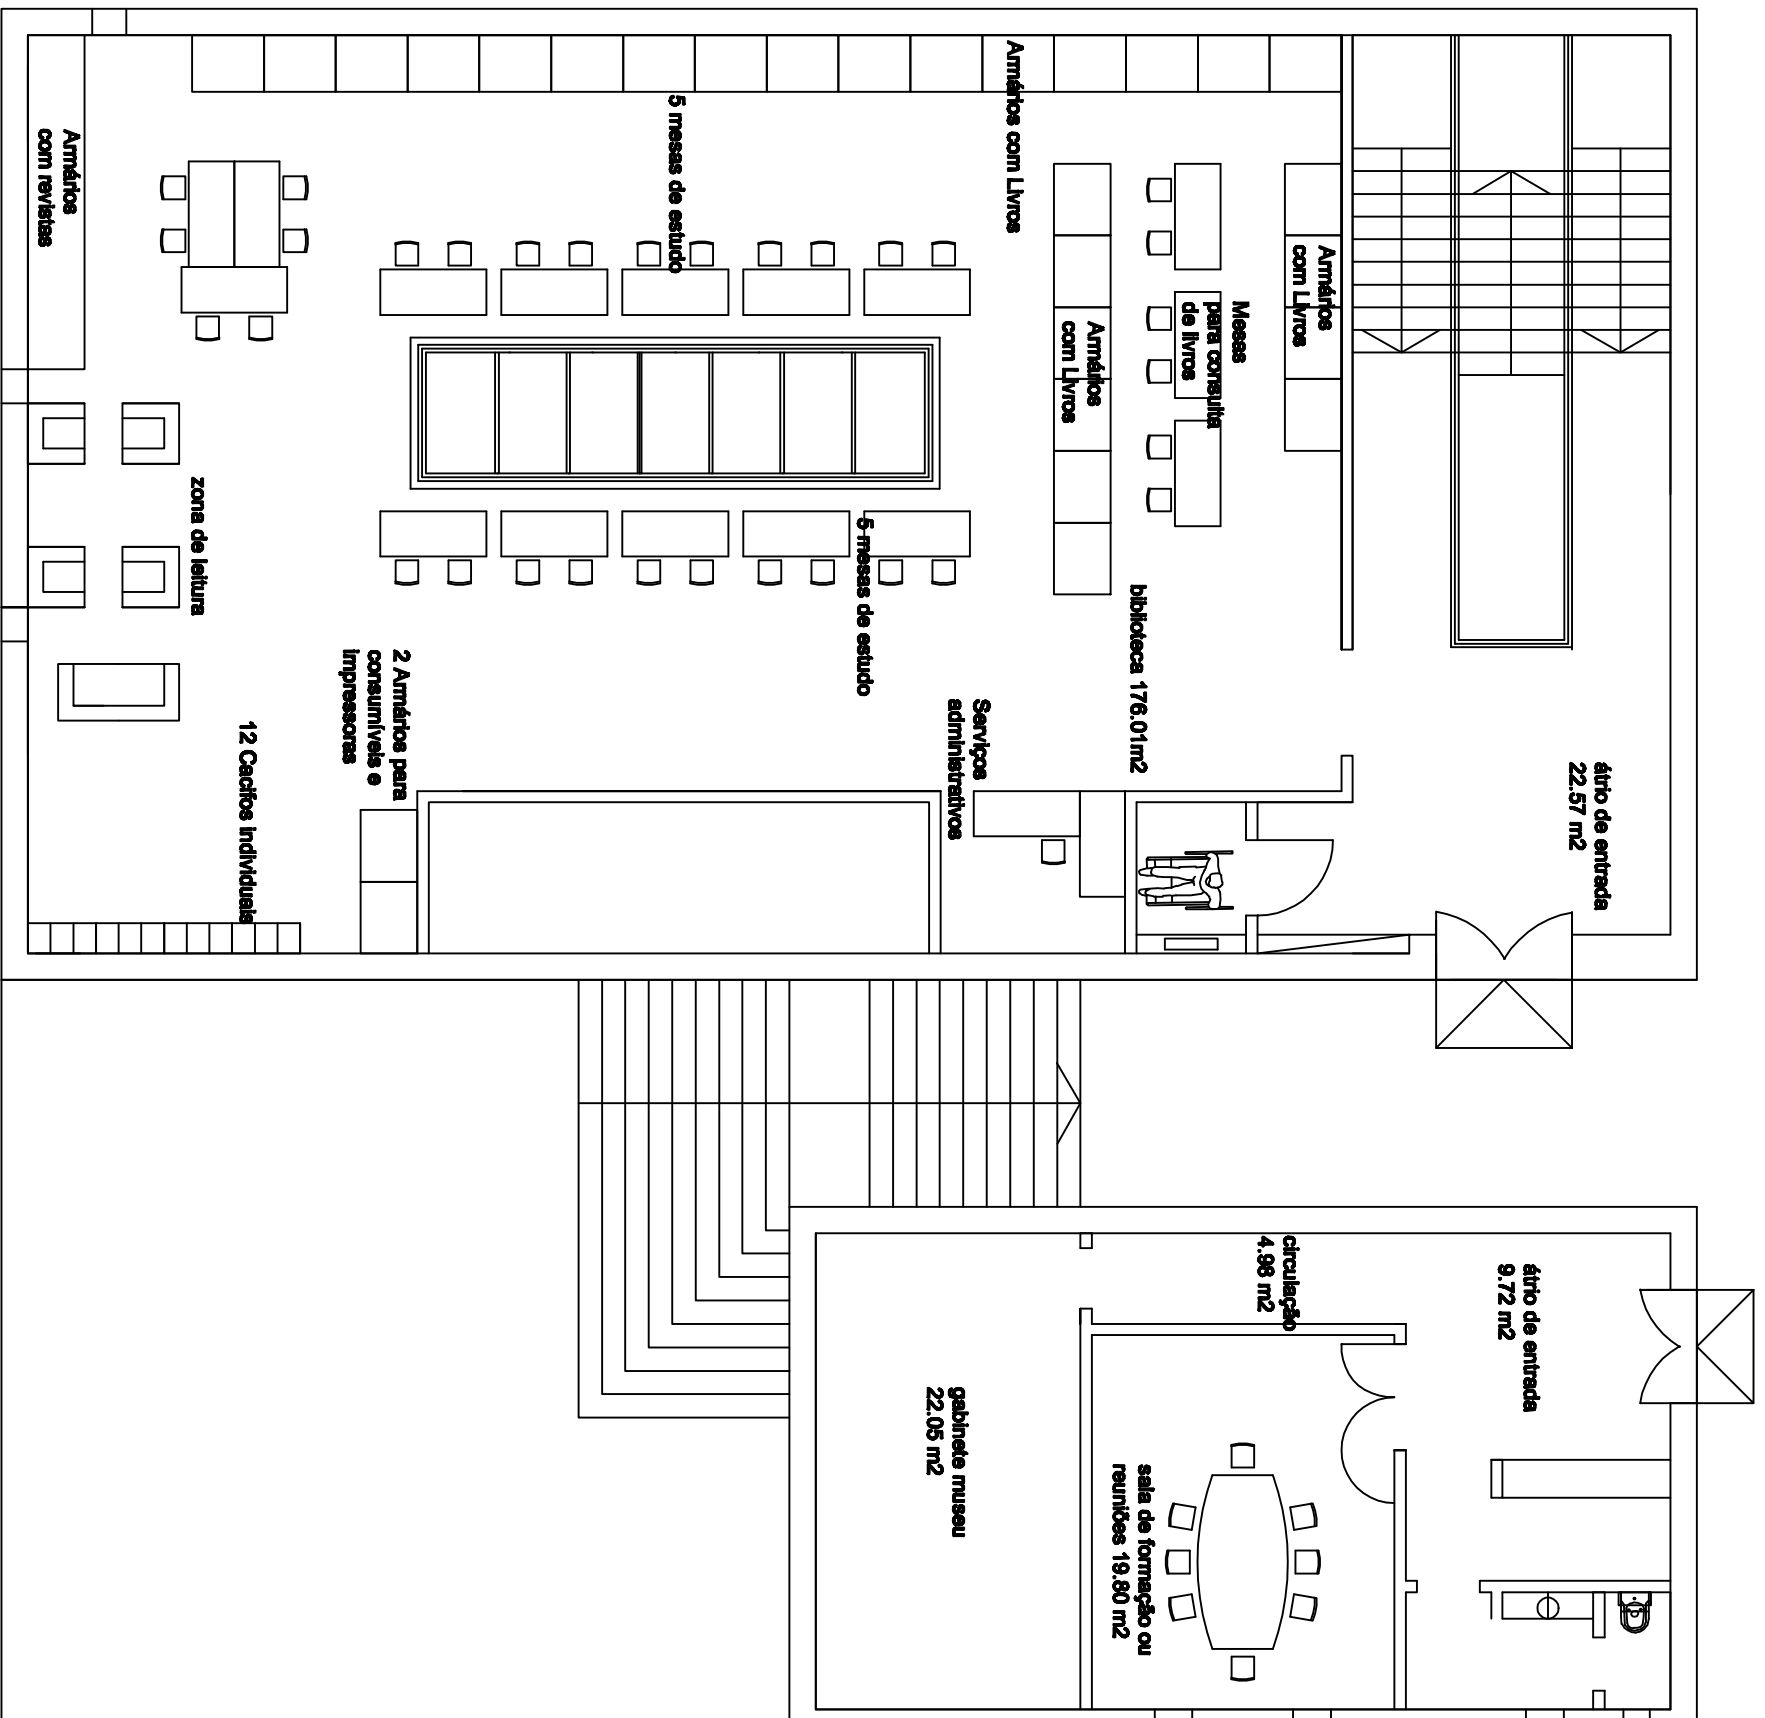 Armários
com revistas
5 mesas de estudo
Armários com Livros
Armários
com Livros
Mesas
para consulta
de livros
Armários
com Livros
zona de leitura
5 mesas de estudo
biblioteca 176.01m2
2 Armários para
consumíveis e
impressoras
12 Cacifos individuais
Serviços
administrativos
átrio de entrada
22.57 m2
circulação
4.98 m2
átrio de entrada
9.72 m2
gabinete museu
22.05 m2
sala de formação ou
reuniões 19.80 m2